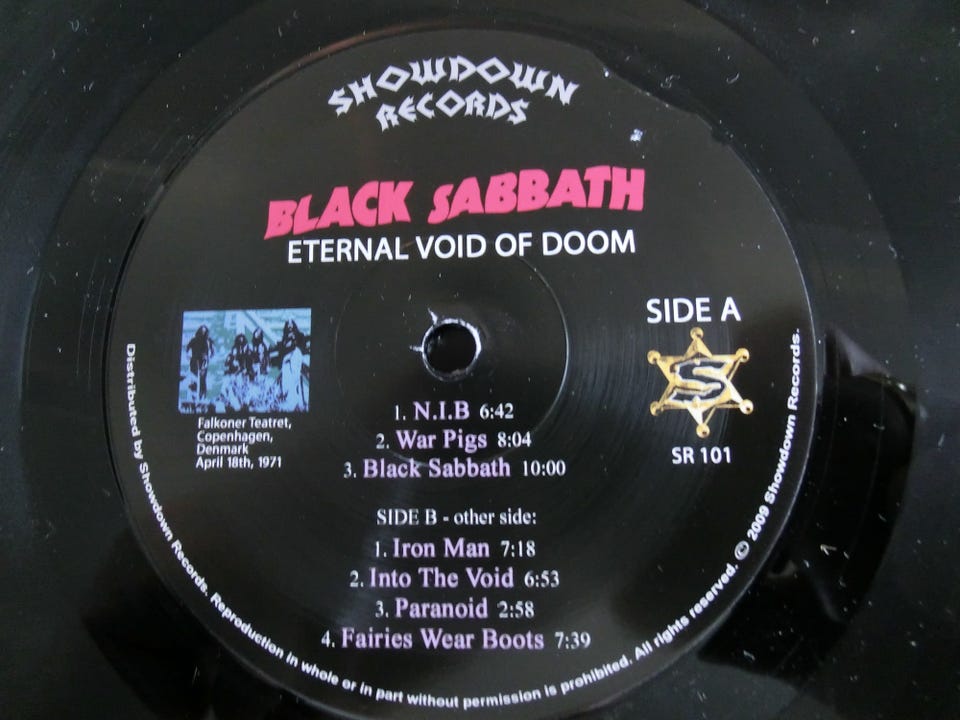 SHOWDOWN
RECORDS
BLACK SABBATH
ETERNAL VOID OF DOOM
SIDE A
S
SR 101
Falkoner Teatret,
Copenhagen,
Denmark
April 18th, 1971
1. N.I.B 6:42
2. War Pigs 8:04
3. Black Sabbath 10:00
SIDE B - other side:
1. Iron Man 7:18
2. Into The Void 6:53
3. Paranoid 2:58
4. Fairies Wear Boots 7:39
Distributed by Showdown Records. Reproduction in whole or in part without permission is prohibited. All rights reserved. © 2009 Showdown Records.